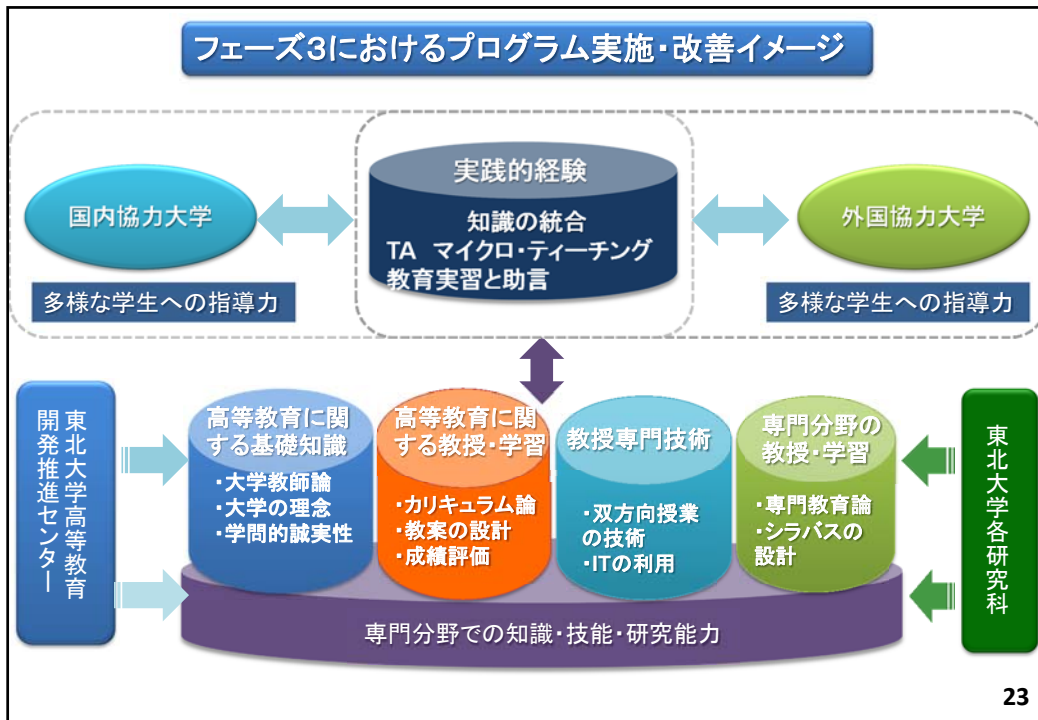 フェーズ3におけるプログラム実施・改善イメージ
国内協力大学
多様な学生への指導力
実践的経験
知識の統合
TA マイクロ・ティーチング
教育実習と助言
外国協力大学
多様な学生への指導力
東北大学高等教育
開発推進センター
高等教育に関
する基礎知識
・大学教師論
・大学の理念
・学問的誠実性
高等教育に関
する教授・学習
・カリキュラム論
・教案の設計
・成績評価
教授専門技術
・双方向授業
の技術
・ITの利用
専門分野の
教授・学習
・専門教育論
・シラバスの
設計
東北大学各研究科
専門分野での知識・技能・研究能力
23